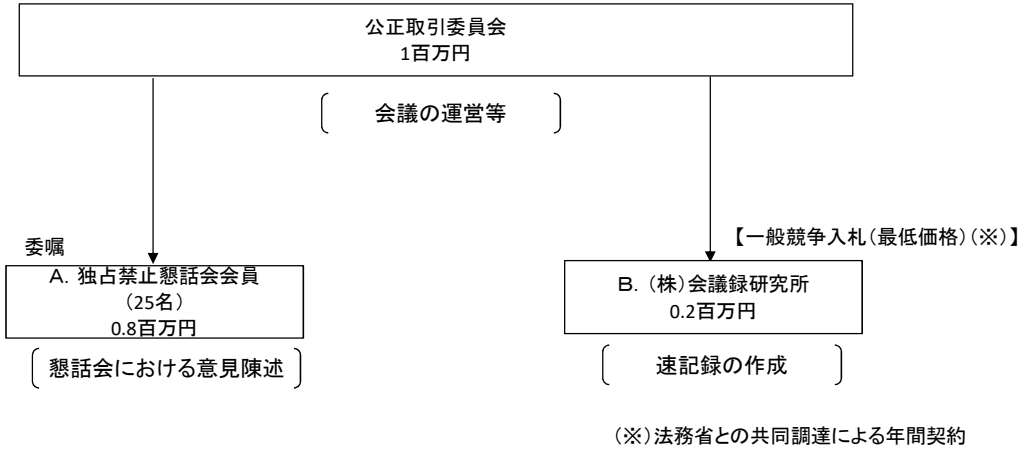 公正取引委員会
1百万円
会議の運営等
委嘱
【一般競争入札(最低価格)(※)】
A. 独占禁止懇話会会員
(25名)
0.8百万円
B. (株)会議録研究所
0.2百万円
懇話会における意見陳述
速記録の作成
(※)法務省との共同調達による年間契約